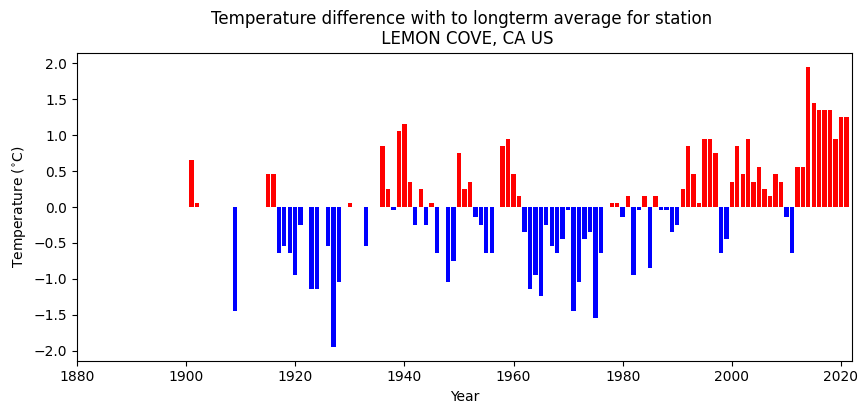 Temperature difference with to longterm average for station
LEMON COVE, CA US
Temperature (°C)
2.0
1.5
1.0
0.5
0.0
−0.5
−1.0
−1.5
−2.0
1880 1900 1920 1940 1960 1980 2000 2020
Year